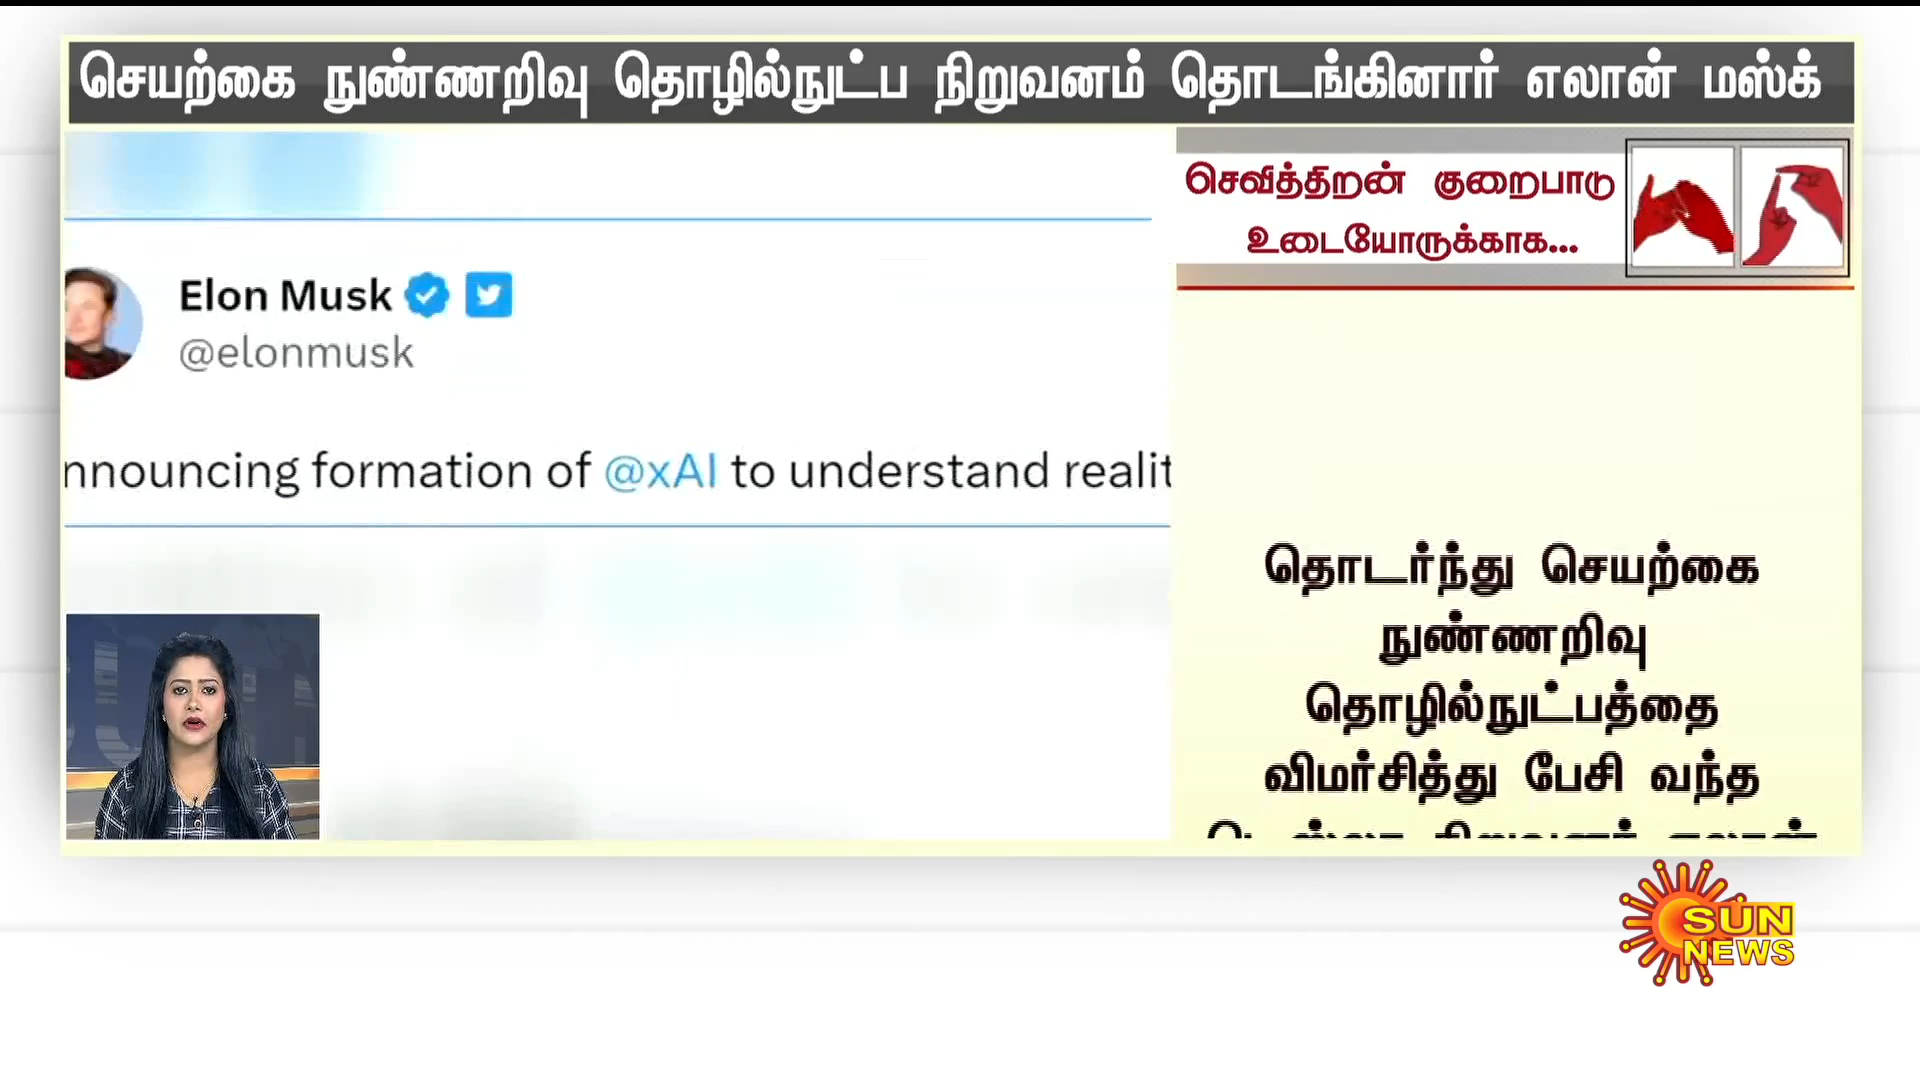 செயற்கை நுண்ணறிவு தொழில்நுட்ப நிறுவனம் தொடங்கினார் எலான் மஸ்க்
செவித்திறன் குறைபாடு
உடையோருக்காக...
Elon Musk
@elonmusk
nnouncing formation of @xAI to understand realit
தொடர்ந்து செயற்கை
நுண்ணறிவு
தொழில்நுட்பத்தை
விமர்சித்து பேசி வந்த
SUN
NEWS